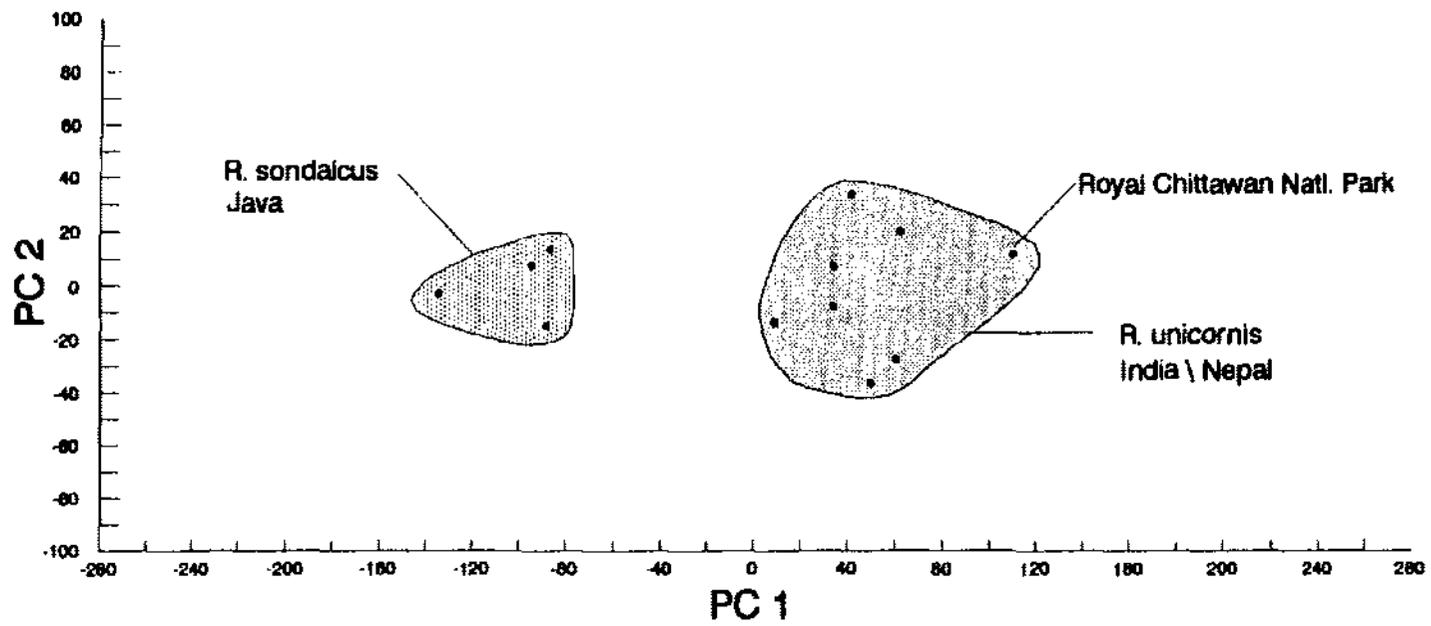 100
80
60
40
20
0
-20
-40
-60
-80
-100
PC 2
R. sondaicus
Java
Royal Chittawan Natl. Park
R. unicornis
India \ Nepal
-280 -240 -200 -160 -120 -80 -40 0 40 80 120 160 200 240 280
PC 1